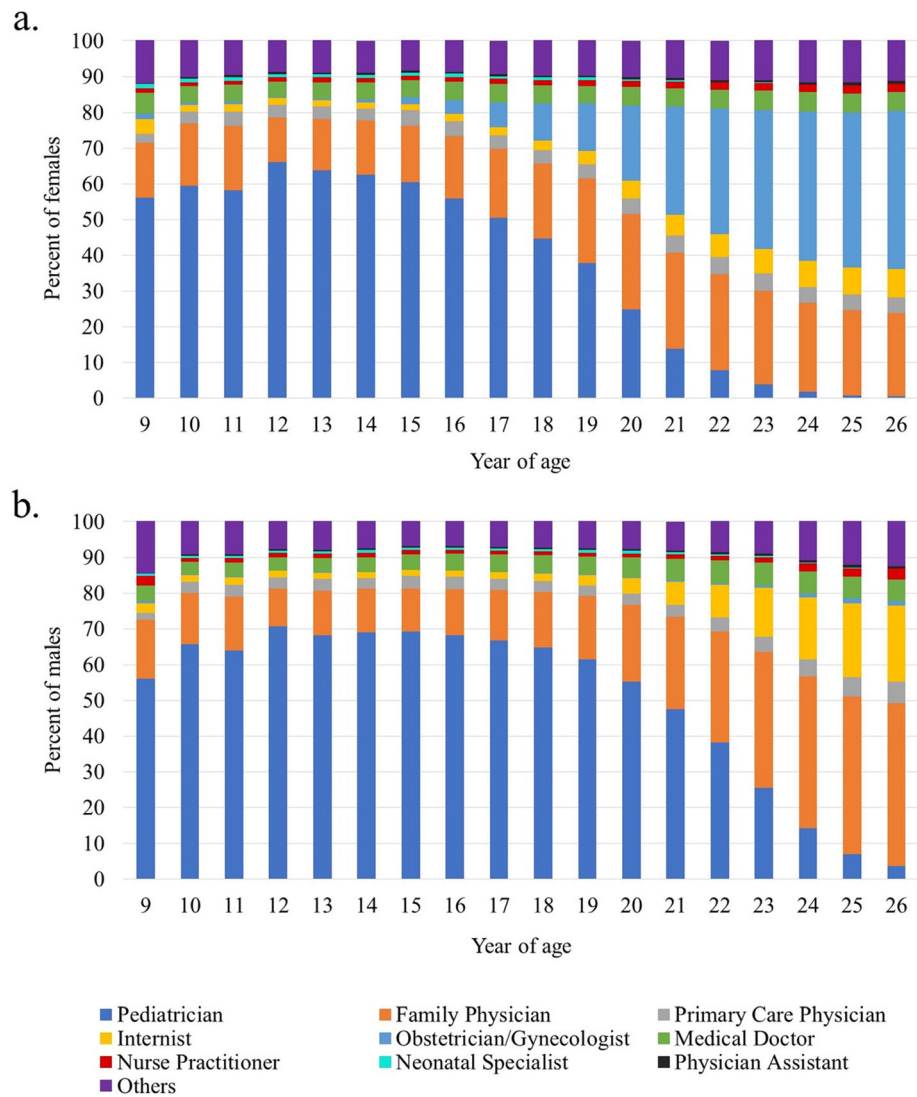 a.
Percent of females
100
90
80
70
60
50
40
30
20
10
0
9 10 11 12 13 14 15 16 17 18 19 20 21 22 23 24 25 26
Year of age
b.
Percent of males
100
90
80
70
60
50
40
30
20
10
0
9 10 11 12 13 14 15 16 17 18 19 20 21 22 23 24 25 26
Year of age
Pediatrician Family Physician Primary Care Physician
Internist Obstetrician/Gynecologist Medical Doctor
Nurse Practitioner Neonatal Specialist Physician Assistant
Others